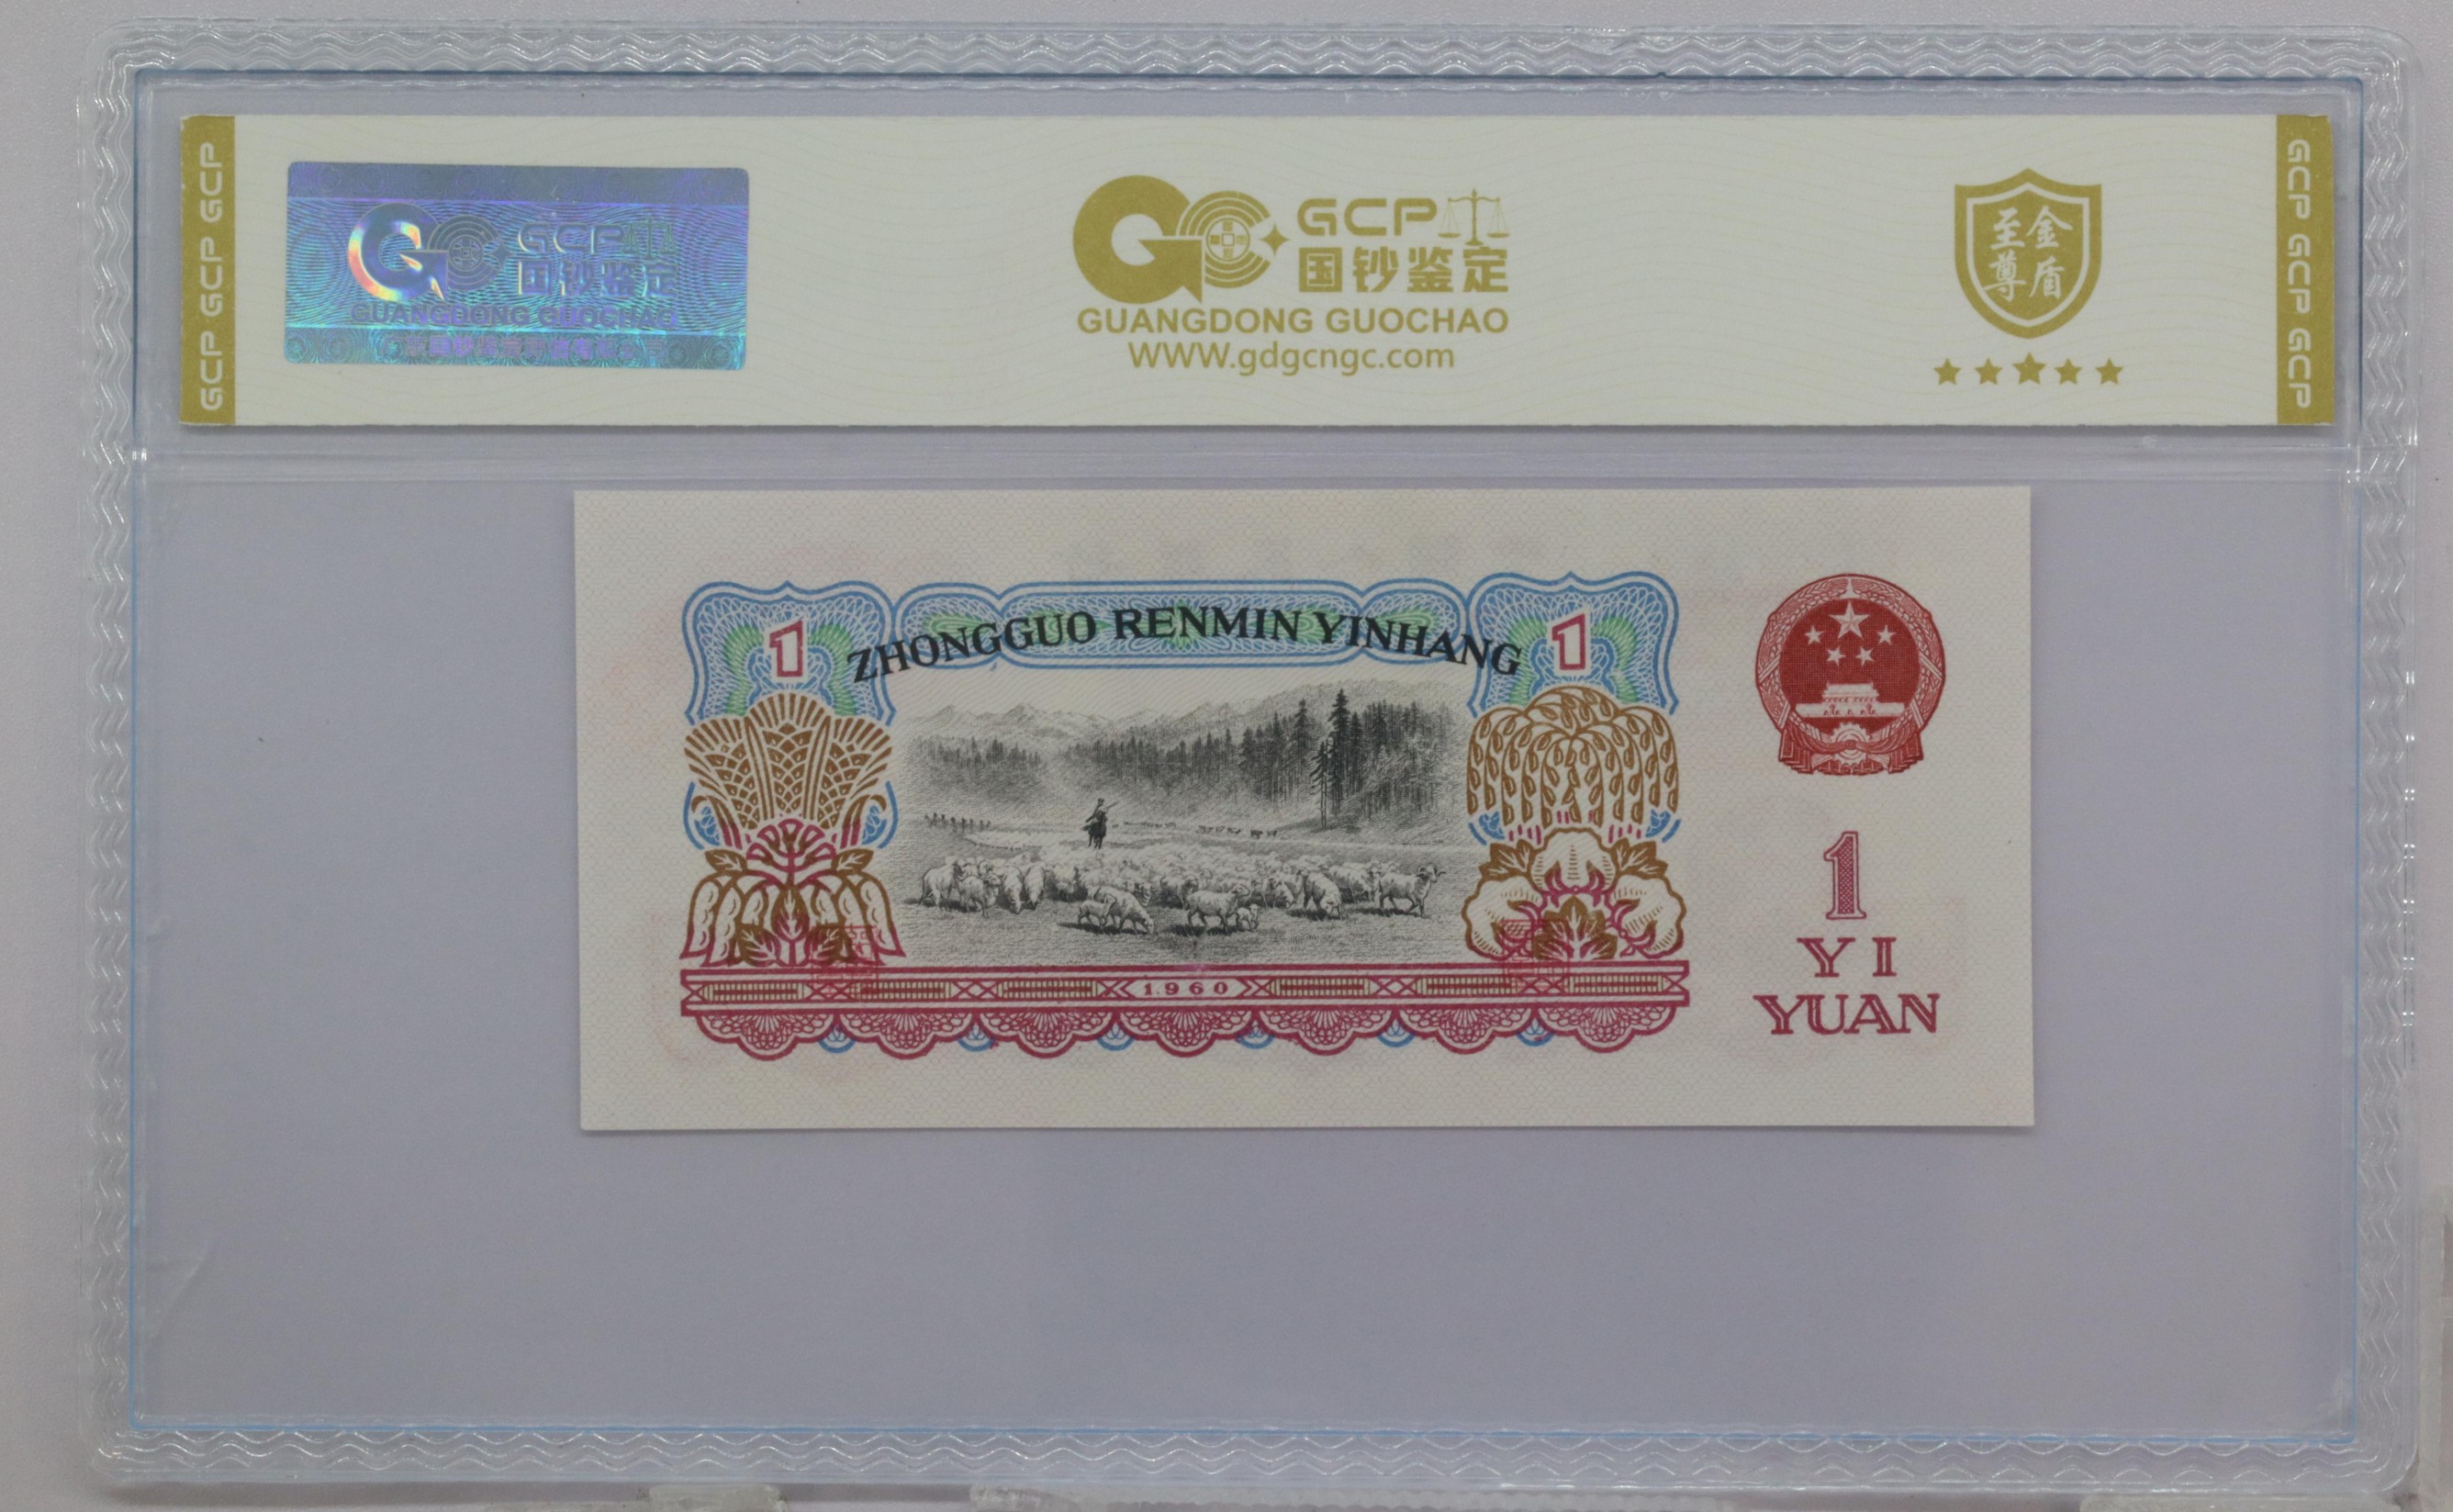 GCP GCP GCP
GCP
国钞鉴定
GUANGDONG GUOCHAO
GCP
国钞鉴定
GUANGDONG GUOCHAO
WWW.gdgcngc.com
至尊
金盾
GCP GCP GCP
1
ZHONGGUO RENMIN YINHANG
1
1960
1
YI
YUAN